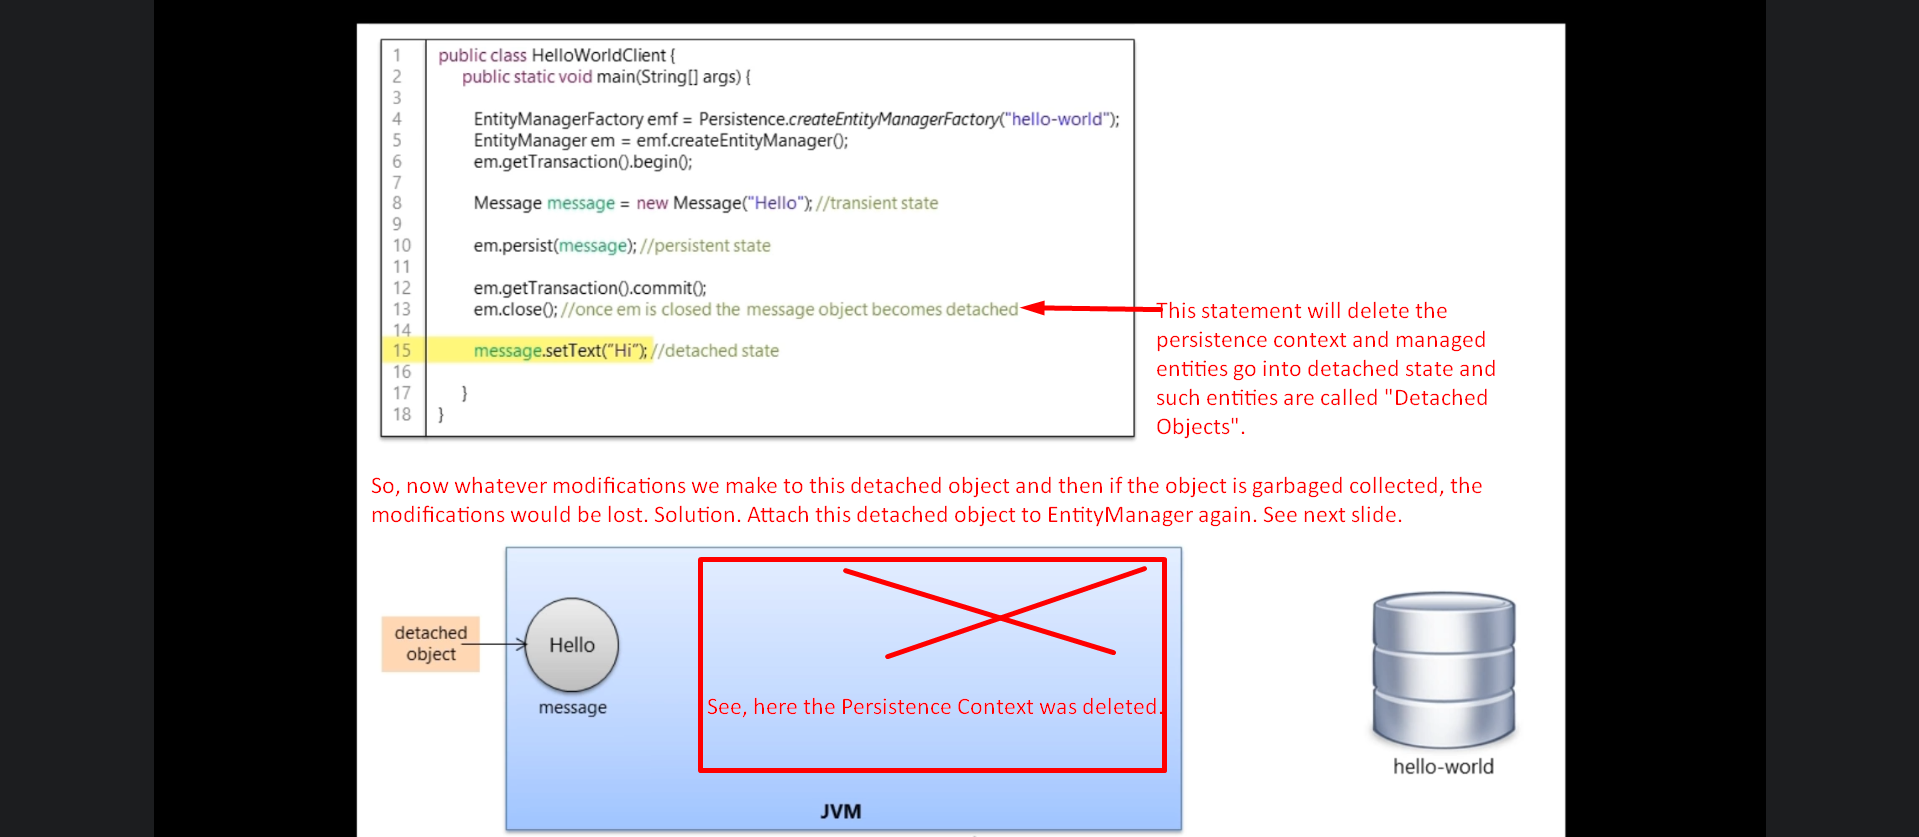 1 public class HelloWorldClient {
2 public static void main(String[] args) {
3
4 EntityManagerFactory emf = Persistence.createEntityManagerFactory("hello-world");
5 EntityManager em = emf.createEntityManager();
6 em.getTransaction().begin();
7
8 Message message = new Message("Hello"); //transient state
9
10 em.persist(message); //persistent state
11
12 em.getTransaction().commit();
13 em.close(); //once em is closed the message object becomes detached
14
15 message.setText("Hi"); //detached state
16
17 }
18 }
This statement will delete the
persistence context and managed
entities go into detached state and
such entities are called "Detached
Objects".
So, now whatever modifications we make to this detached object and then if the object is garbaged collected, the
modifications would be lost. Solution. Attach this detached object to EntityManager again. See next slide.
detached
object
Hello
message
See, here the Persistence Context was deleted.
JVM
hello-world